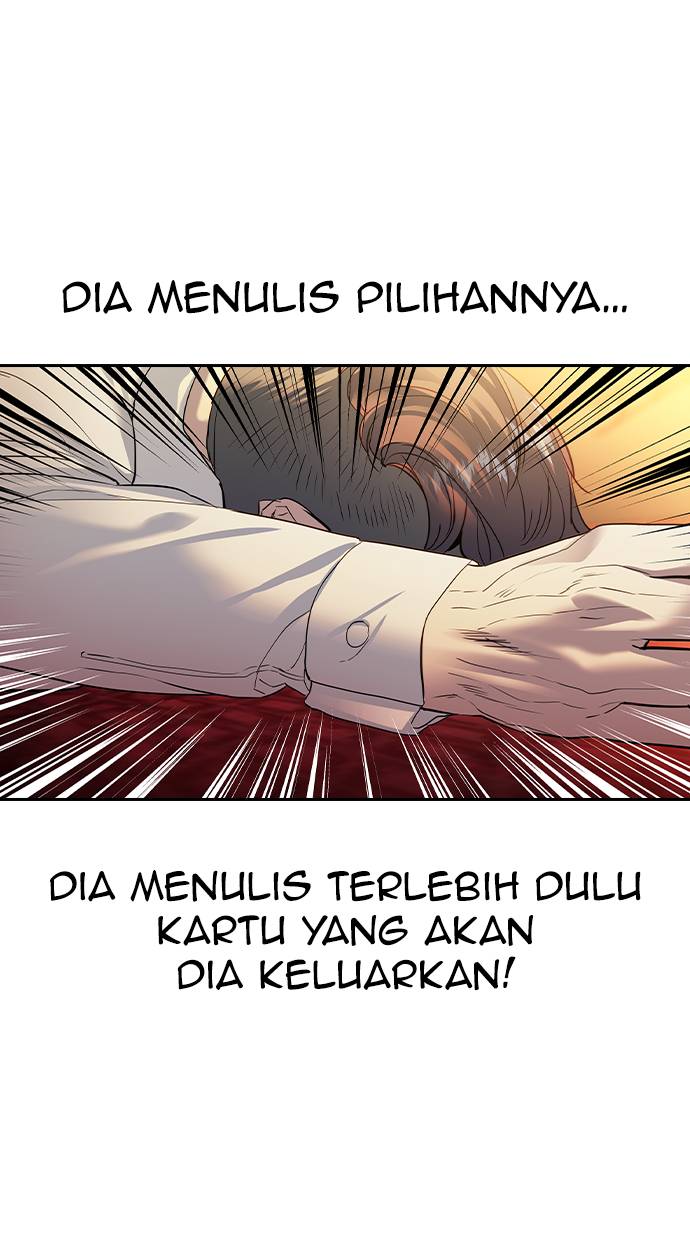 DIA MENULIS PILIHANNYA...
DIA MENULIS TERLEBIH DULU
KARTU YANG AKAN
DIA KELUARKAN!